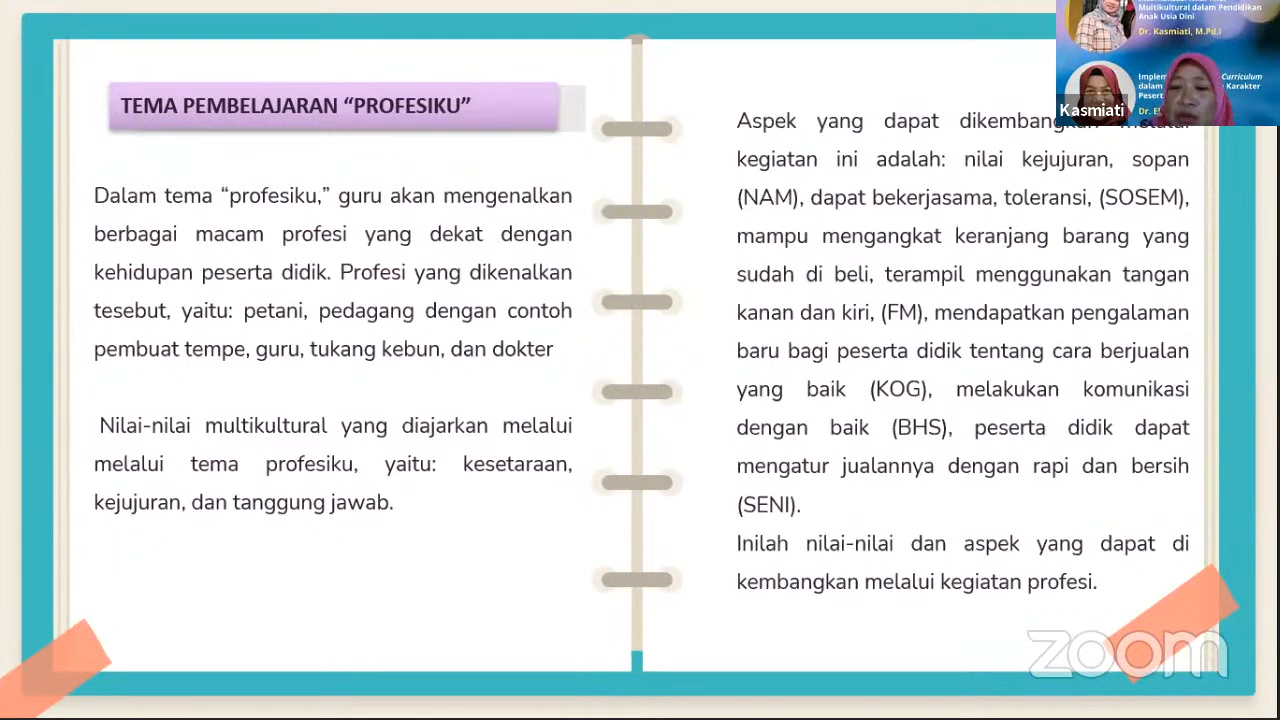 TEMA PEMBELAJARAN “PROFESIKU”
Dalam tema “profesiku,” guru akan mengenalkan
berbagai macam profesi yang dekat dengan
kehidupan peserta didik. Profesi yang dikenalkan
tesebut, yaitu: petani, pedagang dengan contoh
pembuat tempe, guru, tukang kebun, dan dokter
Nilai-nilai multikultural yang diajarkan melalui
melalui tema profesiku, yaitu: kesetaraan,
kejujuran, dan tanggung jawab.
Aspek yang dapat dikembangkan melalui
kegiatan ini adalah: nilai kejujuran, sopan
(NAM), dapat bekerjasama, toleransi, (SOSEM),
mampu mengangkat keranjang barang yang
sudah di beli, terampil menggunakan tangan
kanan dan kiri, (FM), mendapatkan pengalaman
baru bagi peserta didik tentang cara berjualan
yang baik (KOG), melakukan komunikasi
dengan baik (BHS), peserta didik dapat
mengatur jualannya dengan rapi dan bersih
(SENI).
Inilah nilai-nilai dan aspek yang dapat di
kembangkan melalui kegiatan profesi.
Multikultural dalam Pendidikan
Anak Usia Dini
Dr. Kasmiati, M.Pd.I
Curriculum
dalam Karakter
Dr.
Kasmiati
zoom